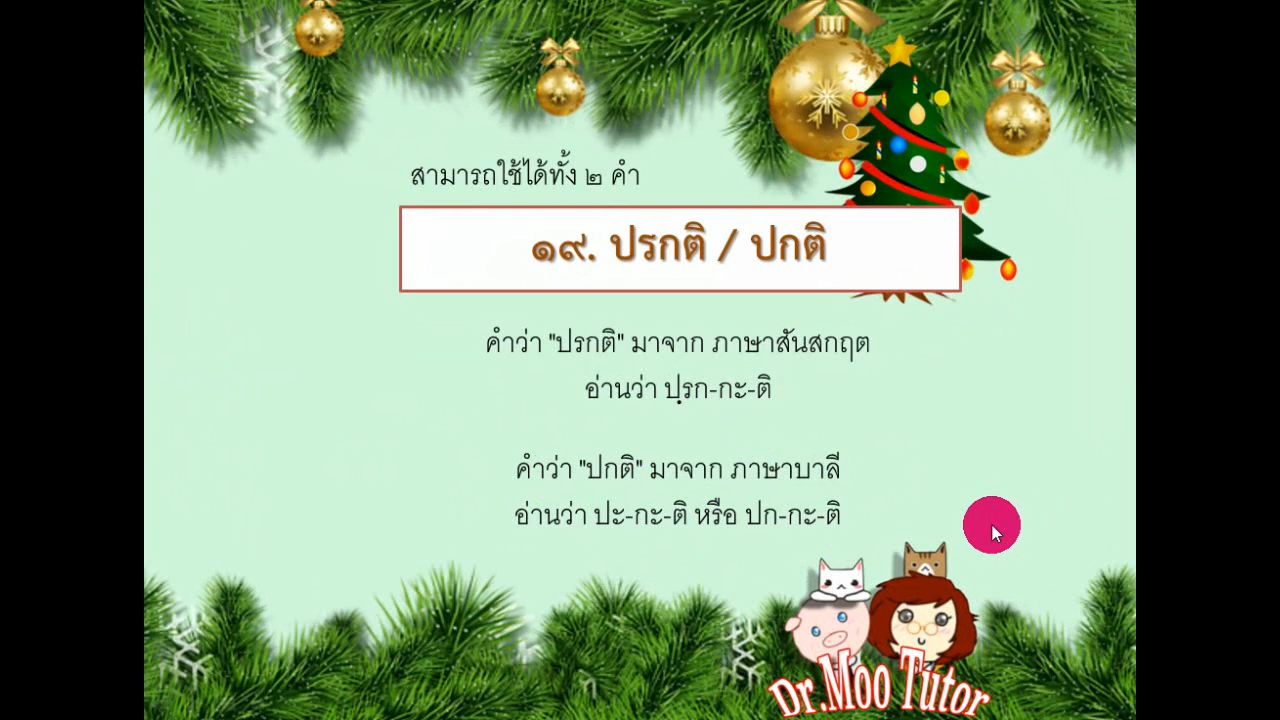 สามารถใช้ได้ทั้ง ๒ คำ
๑๙. ปรกติ / ปกติ
คำว่า "ปรกติ" มาจาก ภาษาสันสกฤต
อ่านว่า ปฺรก-กะ-ติ
คำว่า "ปกติ" มาจาก ภาษาบาลี
อ่านว่า ปะ-กะ-ติ หรือ ปก-กะ-ติ
Dr.Moo Tutor